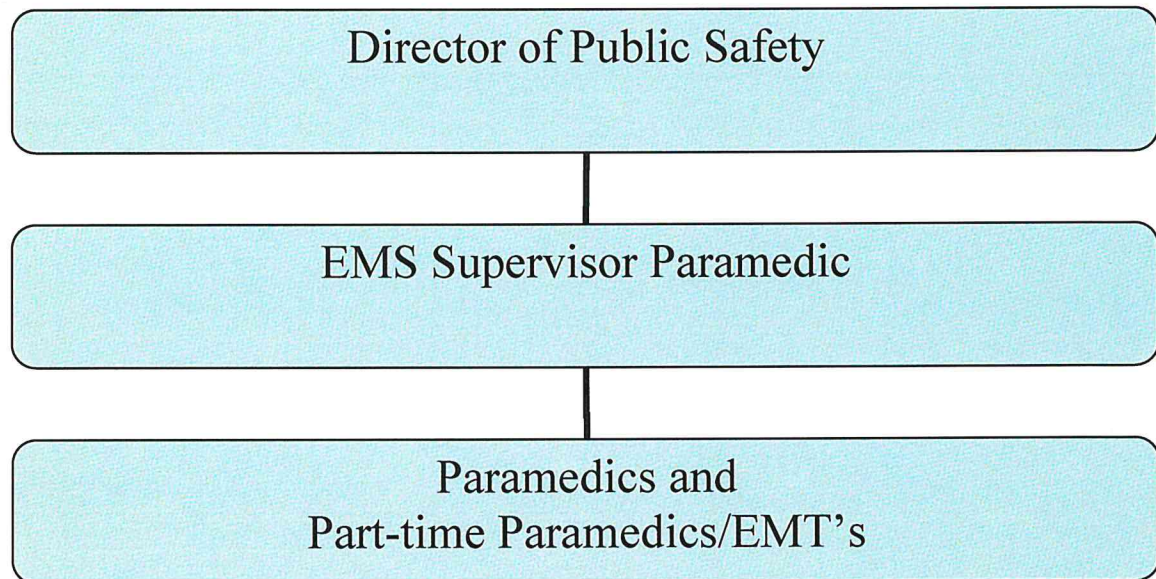 Director of Public Safety
EMS Supervisor Paramedic
Paramedics and
Part-time Paramedics/EMT’s